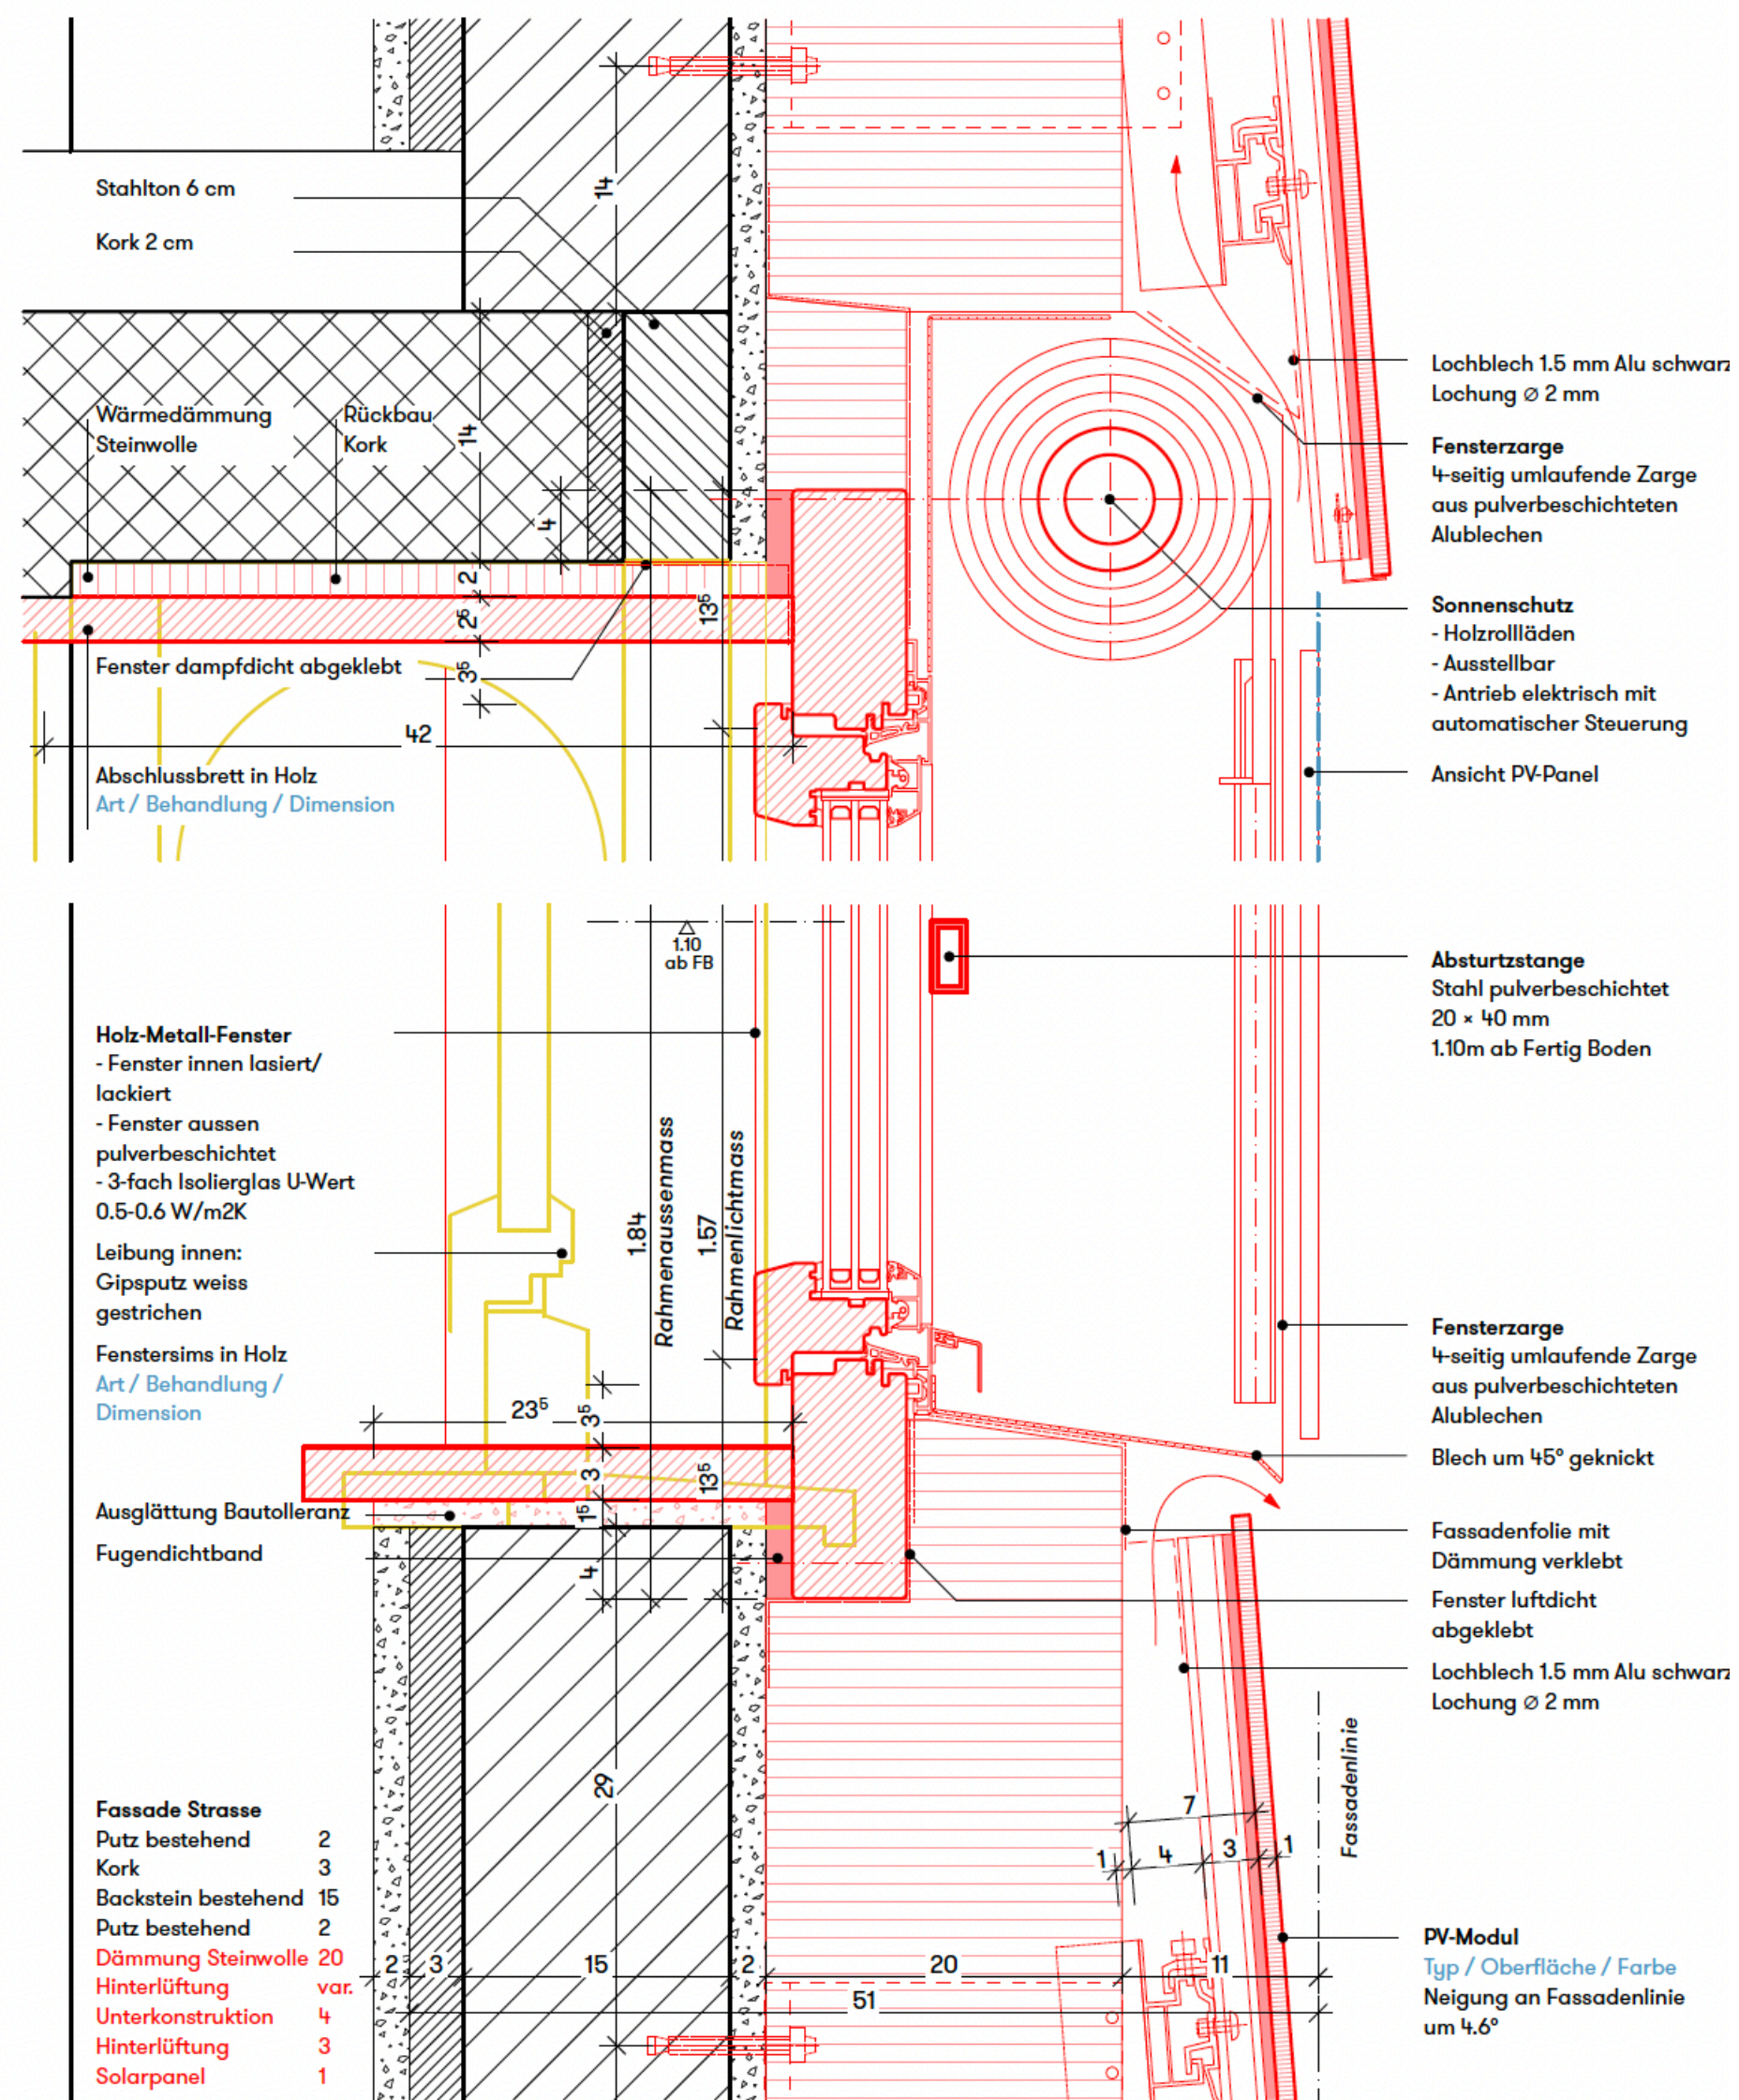 Stahlton 6 cm
Kork 2 cm
14
Wärmedämmung
Steinwolle
Rückbau
Kork
14
4
2
2⁵
13⁵
Fenster dampfdicht abgeklebt
3⁵
42
Abschlussbrett in Holz
Art / Behandlung / Dimension
Lochblech 1.5 mm Alu schwarz
Lochung ⌀ 2 mm
Fensterzarge
4-seitig umlaufende Zarge
aus pulverbeschichteten
Alublechen
Sonnenschutz
- Holzrollläden
- Ausstellbar
- Antrieb elektrisch mit
automatischer Steuerung
Ansicht PV-Panel
1.10
ab FB
Absturtzstange
Stahl pulverbeschichtet
20 × 40 mm
1.10m ab Fertig Boden
Holz-Metall-Fenster
- Fenster innen lasiert/
lackiert
- Fenster aussen
pulverbeschichtet
- 3-fach Isolierglas U-Wert
0.5-0.6 W/m2K
Leibung innen:
Gipsputz weiss
gestrichen
Fenstersims in Holz
Art / Behandlung /
Dimension
1.84
Rahmenaussenmass
1.57
Rahmenlichtmass
23⁵
3⁵
3
13⁵
1⁵
4
Ausglättung Bautolleranz
Fugendichtband
Fensterzarge
4-seitig umlaufende Zarge
aus pulverbeschichteten
Alublechen
Blech um 45º geknickt
Fassadenfolie mit
Dämmung verklebt
Fenster luftdicht
abgeklebt
Lochblech 1.5 mm Alu schwarz
Lochung ⌀ 2 mm
Fassadenlinie
29
7
1 4 3 1
Fassade Strasse
Putz bestehend 2
Kork 3
Backstein bestehend 15
Putz bestehend 2
Dämmung Steinwolle 20
Hinterlüftung var.
Unterkonstruktion 4
Hinterlüftung 3
Solarpanel 1
2 3 15 2 20 11
51
PV-Modul
Typ / Oberfläche / Farbe
Neigung an Fassadenlinie
um 4.6º